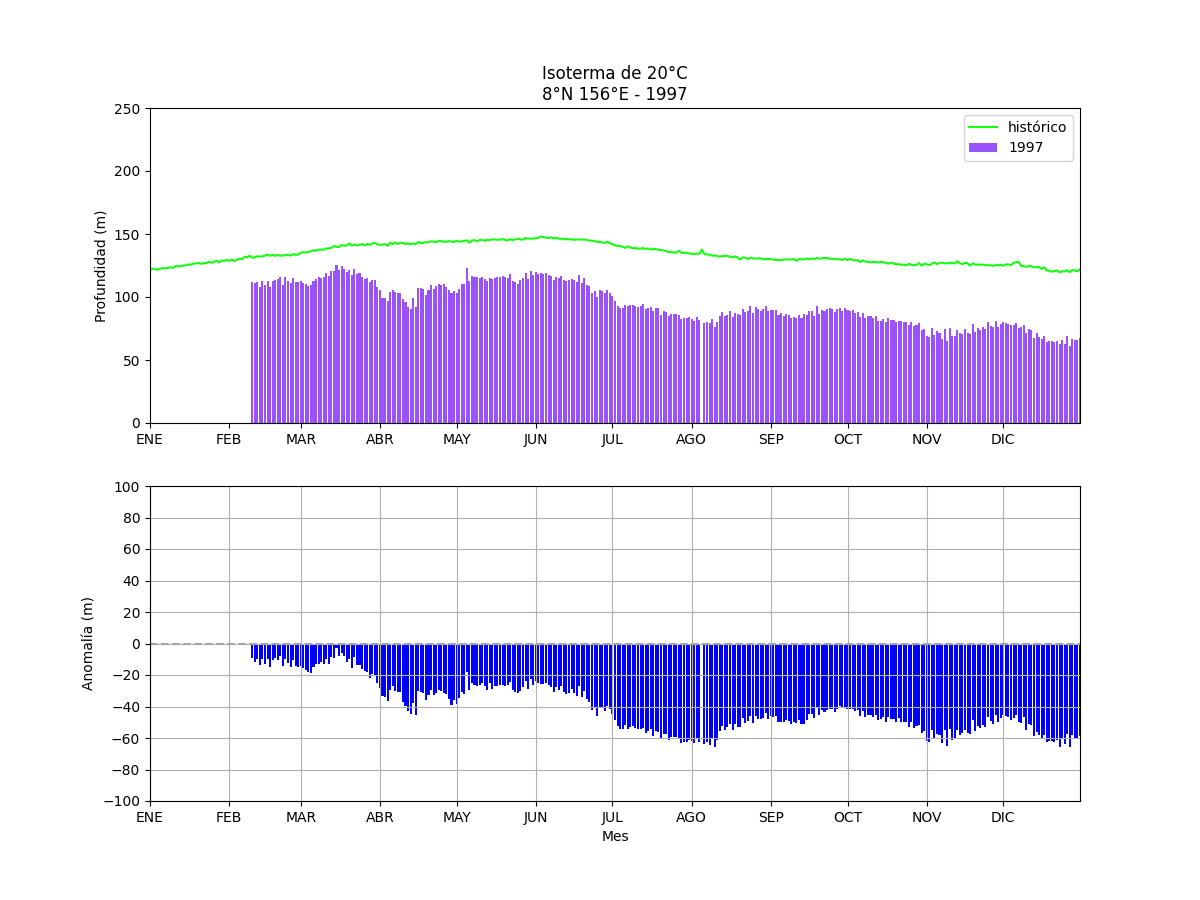 Isoterma de 20°C
8°N 156°E - 1997
250
200
150
100
50
0
Profundidad (m)
histórico
1997
ENE FEB MAR ABR MAY JUN JUL AGO SEP OCT NOV DIC
100
80
60
40
20
0
−20
−40
−60
−80
−100
Anomalía (m)
ENE FEB MAR ABR MAY JUN JUL AGO SEP OCT NOV DIC
Mes